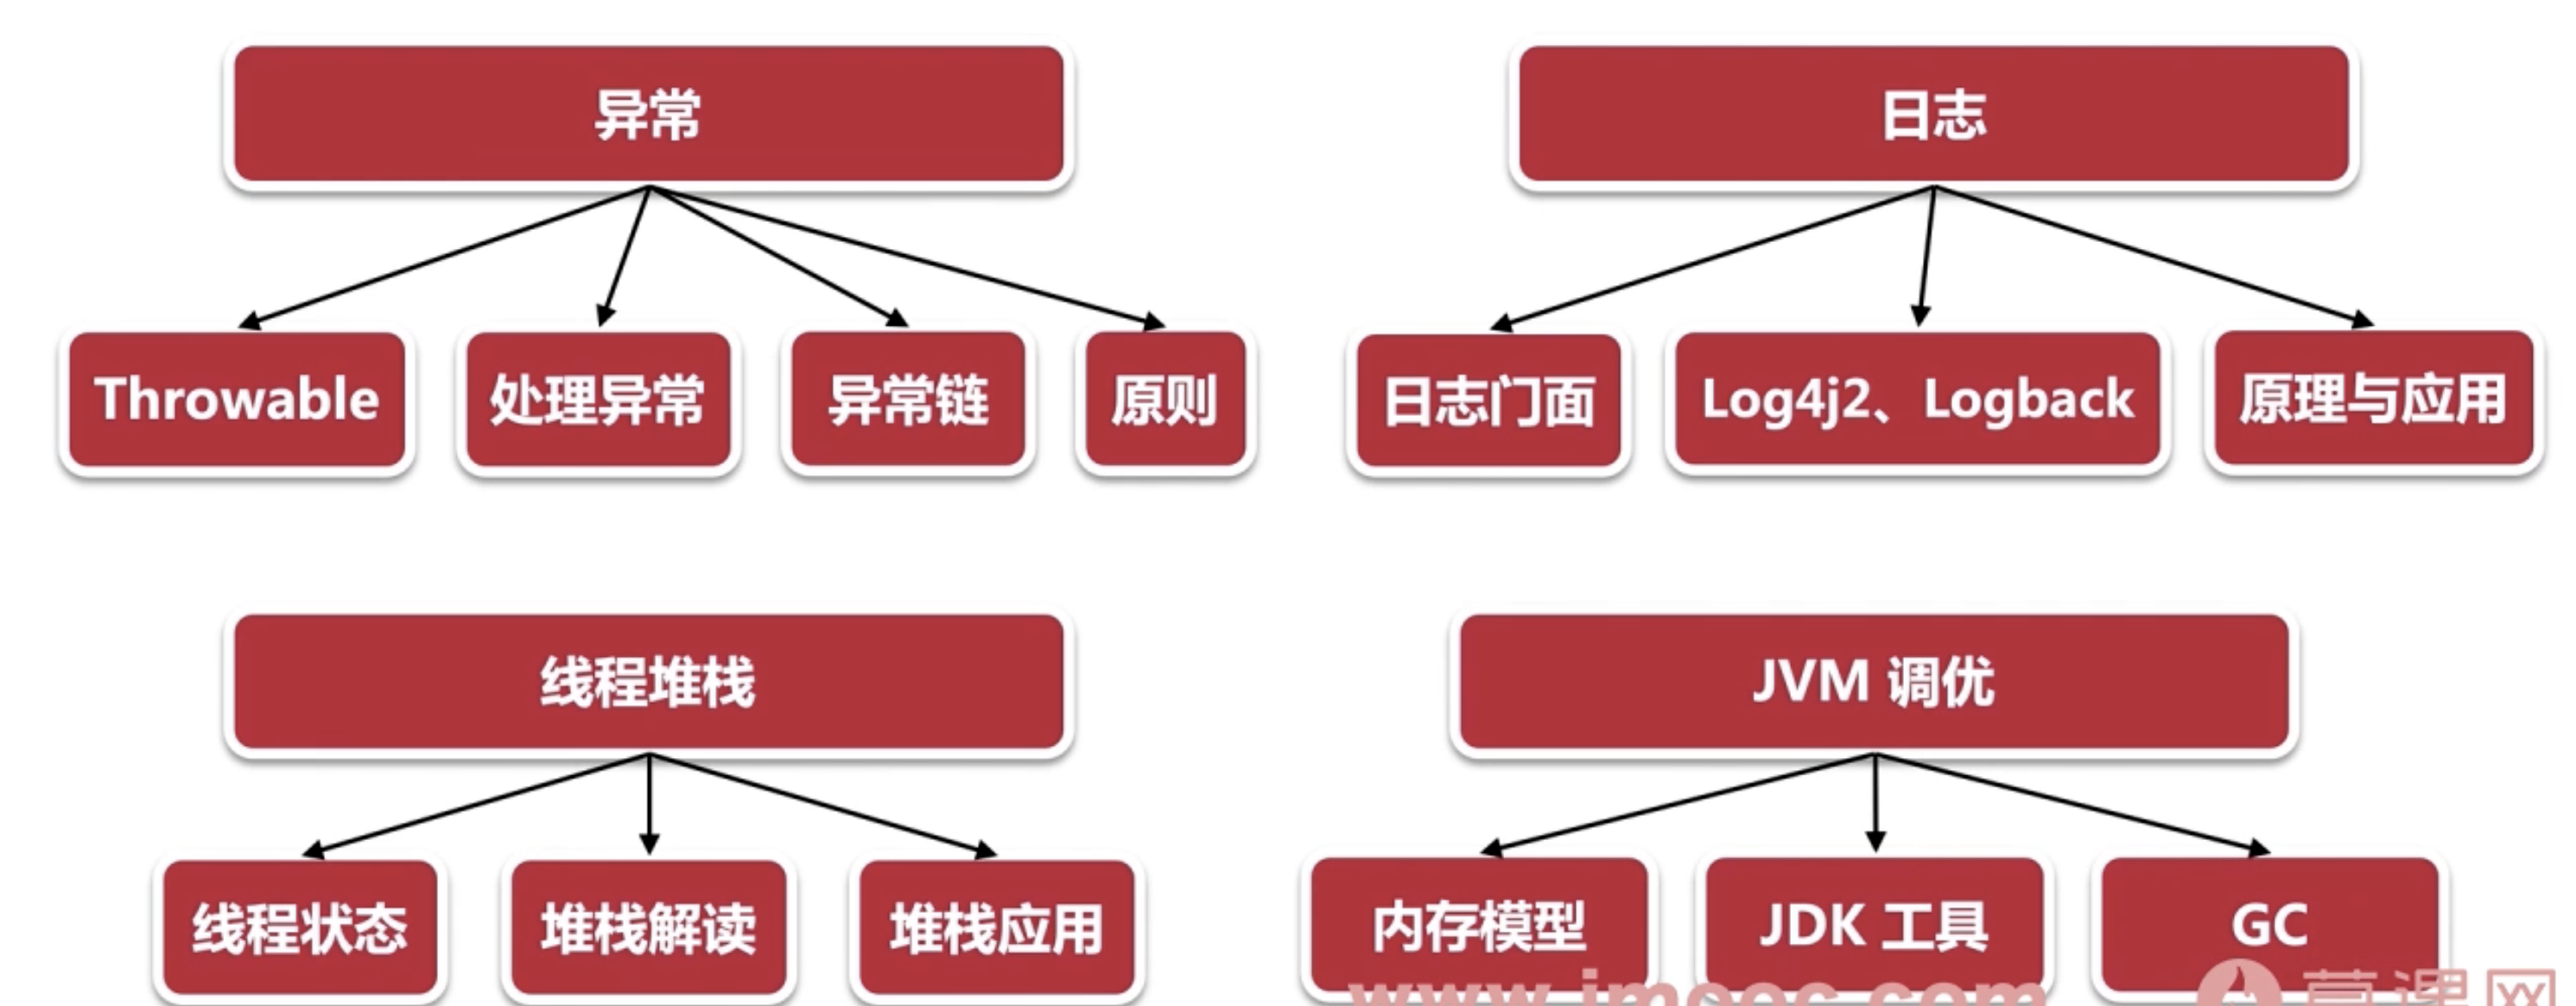 异常
日志
Throwable
处理异常
异常链
原则
日志门面
Log4j2、Logback
原理与应用
线程堆栈
JVM 调优
线程状态
堆栈解读
堆栈应用
内存模型
JDK 工具
GC
www.imooc.com
慕课网